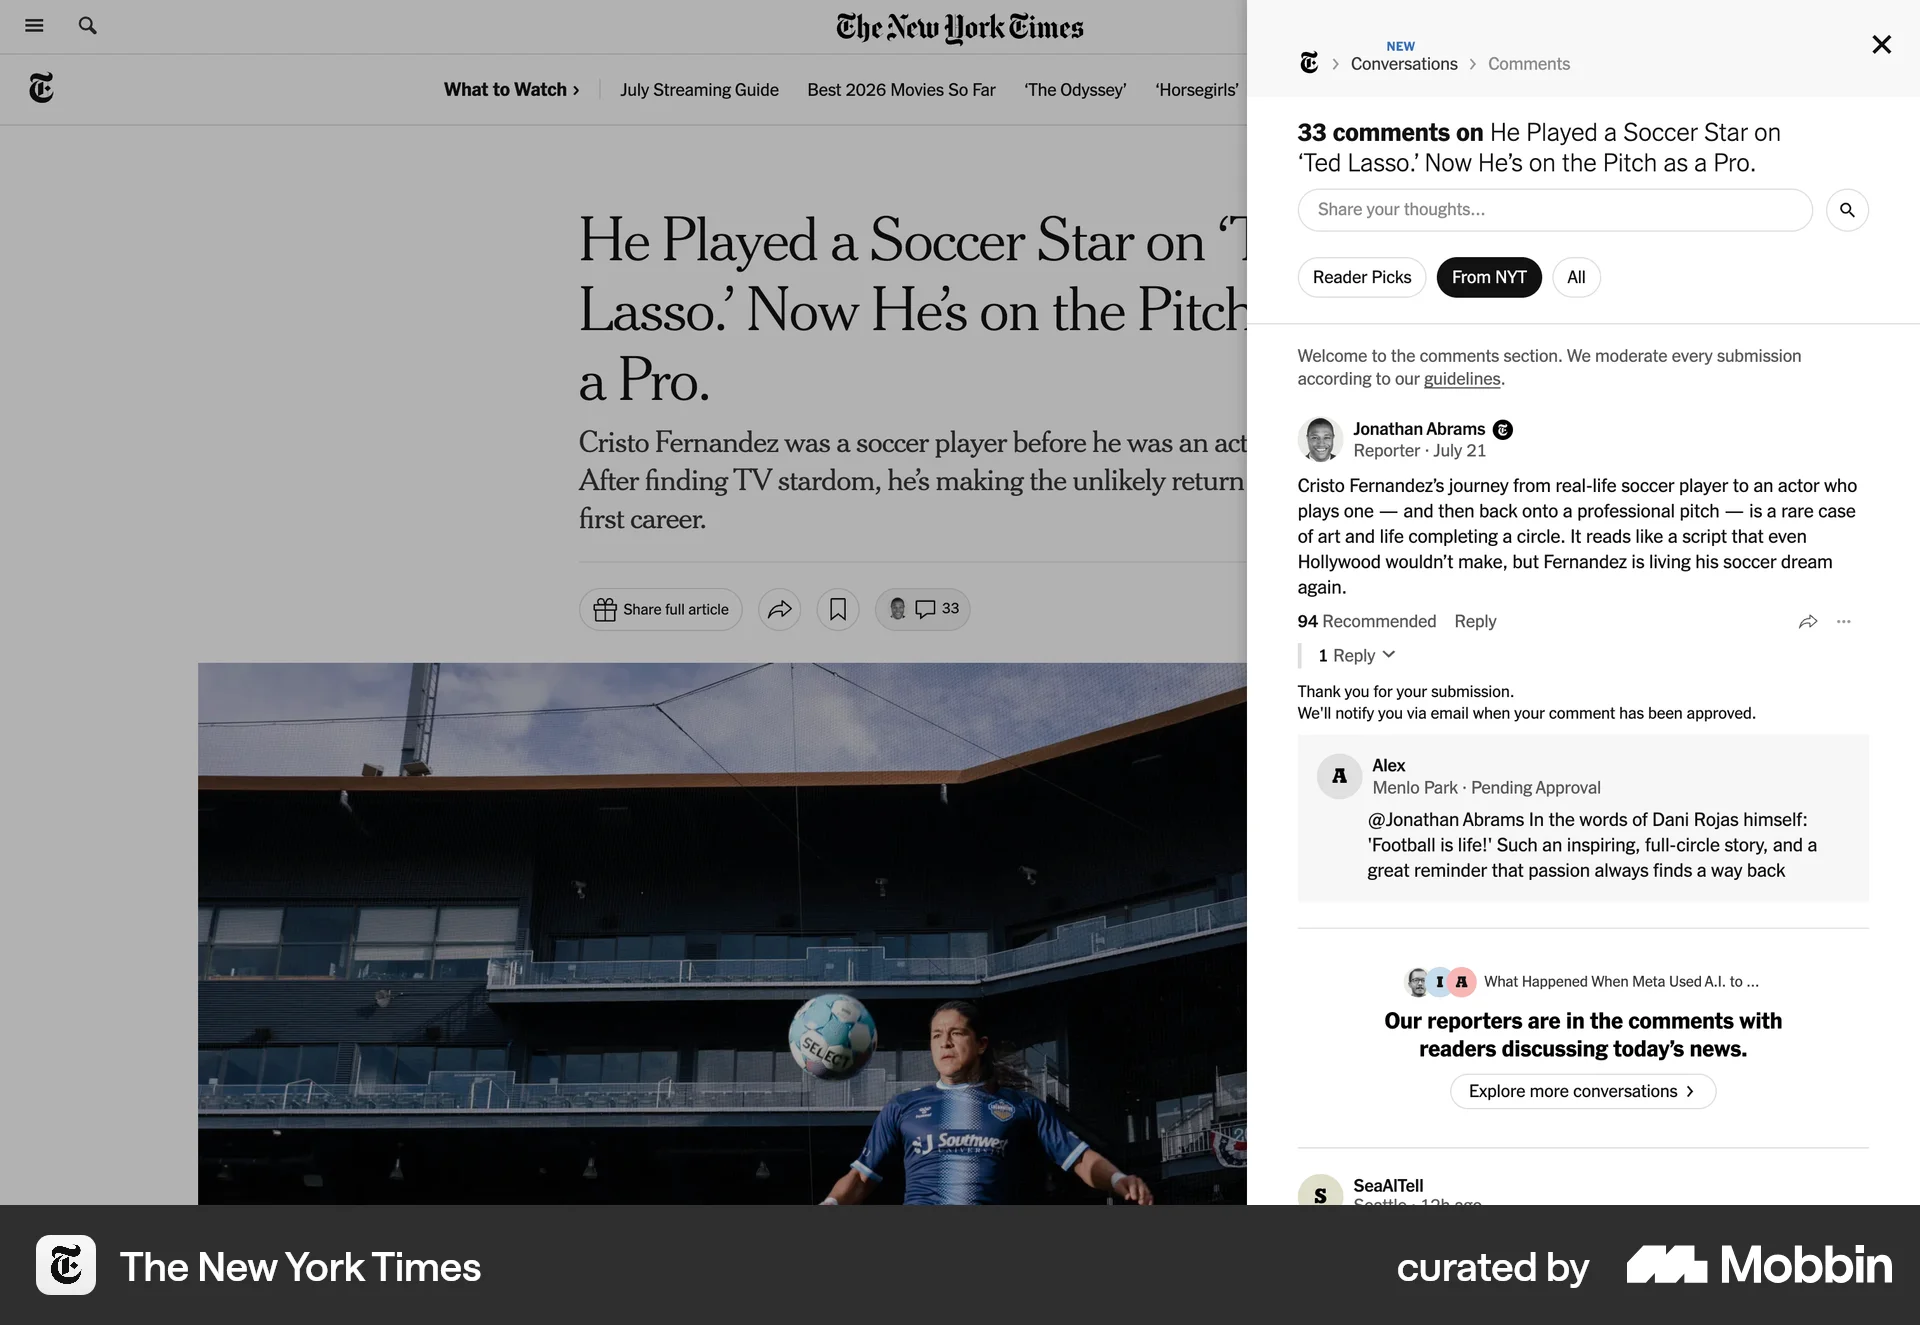 The New York Times
What to Watch ›
July Streaming Guide
Best 2026 Movies So Far
‘The Odyssey’
‘Horsegirls’
He Played a Soccer Star on ‘T
Lasso.’ Now He’s on the Pitch
a Pro.
Cristo Fernandez was a soccer player before he was an act
After finding TV stardom, he’s making the unlikely return
first career.
Share full article
33
SELECT
Southwest
UNIVERSITY
NEW
Conversations
Comments
33 comments on He Played a Soccer Star on
‘Ted Lasso.’ Now He’s on the Pitch as a Pro.
Share your thoughts...
Reader Picks
From NYT
All
Welcome to the comments section. We moderate every submission
according to our guidelines.
Jonathan Abrams
Reporter · July 21
Cristo Fernandez’s journey from real-life soccer player to an actor who
plays one — and then back onto a professional pitch — is a rare case
of art and life completing a circle. It reads like a script that even
Hollywood wouldn’t make, but Fernandez is living his soccer dream
again.
94 Recommended Reply
1 Reply
Thank you for your submission.
We'll notify you via email when your comment has been approved.
A
Alex
Menlo Park · Pending Approval
@Jonathan Abrams In the words of Dani Rojas himself:
'Football is life!' Such an inspiring, full-circle story, and a
great reminder that passion always finds a way back
I A What Happened When Meta Used A.I. to ...
Our reporters are in the comments with
readers discussing today’s news.
Explore more conversations
S
SeaAlTell
Seattle · 12h ago
The New York Times
curated by Mobbin